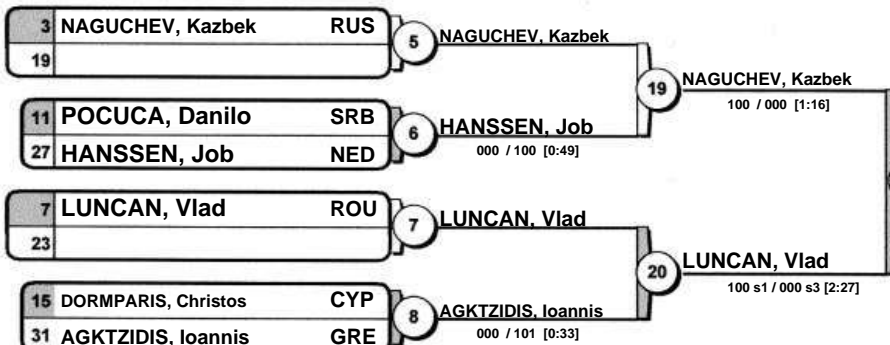 3 NAGUCHEV, Kazbek RUS
19
5
NAGUCHEV, Kazbek
11 POCUCA, Danilo SRB
27 HANSSEN, Job NED
6
HANSSEN, Job
000 / 100 [0:49]
19
NAGUCHEV, Kazbek
100 / 000 [1:16]
7 LUNCAN, Vlad ROU
23
7
LUNCAN, Vlad
15 DORMPARIS, Christos CYP
31 AGKTZIDIS, Ioannis GRE
8
AGKTZIDIS, Ioannis
000 / 101 [0:33]
20
LUNCAN, Vlad
100 s1 / 000 s3 [2:27]